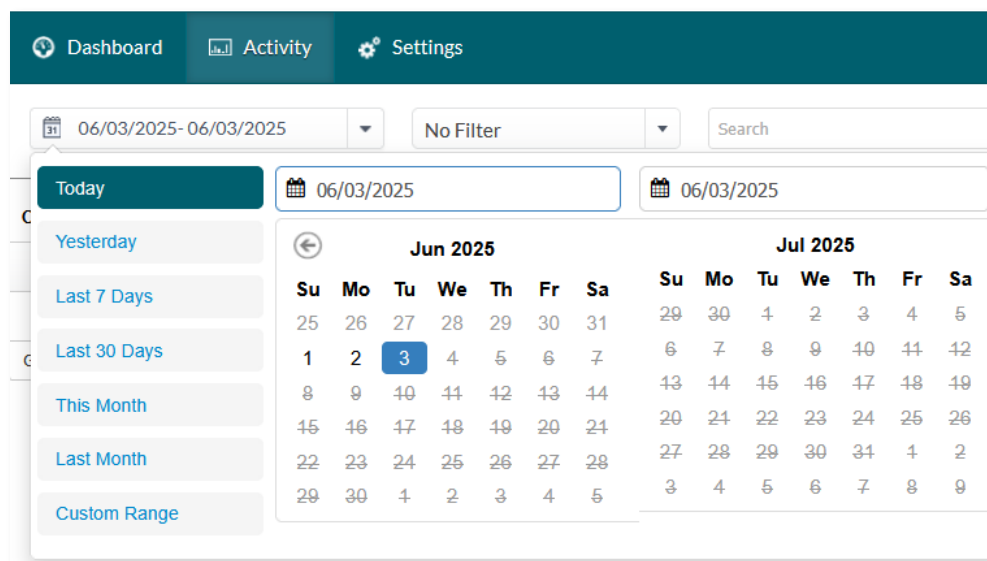 Dashboard Activity Settings
31 06/03/2025- 06/03/2025 No Filter Search
Today 06/03/2025 06/03/2025
Yesterday
Last 7 Days
Last 30 Days
This Month
Last Month
Custom Range
Jun 2025
Su Mo Tu We Th Fr Sa
25 26 27 28 29 30 31
1 2 3 4 5 6 7
8 9 10 11 12 13 14
15 16 17 18 19 20 21
22 23 24 25 26 27 28
29 30 1 2 3 4 5
Jul 2025
Su Mo Tu We Th Fr Sa
29 30 1 2 3 4 5
6 7 8 9 10 11 12
13 14 15 16 17 18 19
20 21 22 23 24 25 26
27 28 29 30 31 1 2
3 4 5 6 7 8 9